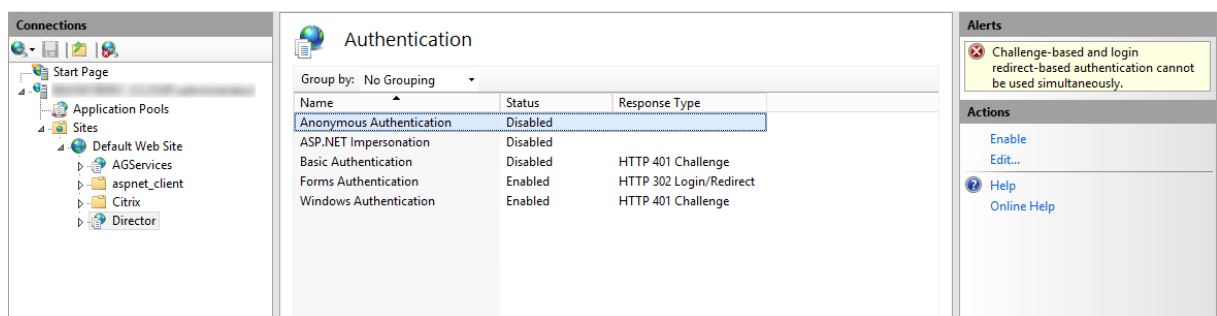 Connections
Start Page
Application Pools
Sites
Default Web Site
AGServices
aspnet_client
Citrix
Director
Authentication
Group by: No Grouping
Name Status Response Type
Anonymous Authentication Disabled
ASP.NET Impersonation Disabled
Basic Authentication Disabled HTTP 401 Challenge
Forms Authentication Enabled HTTP 302 Login/Redirect
Windows Authentication Enabled HTTP 401 Challenge
Alerts
Challenge-based and login
redirect-based authentication cannot
be used simultaneously.
Actions
Enable
Edit...
Help
Online Help